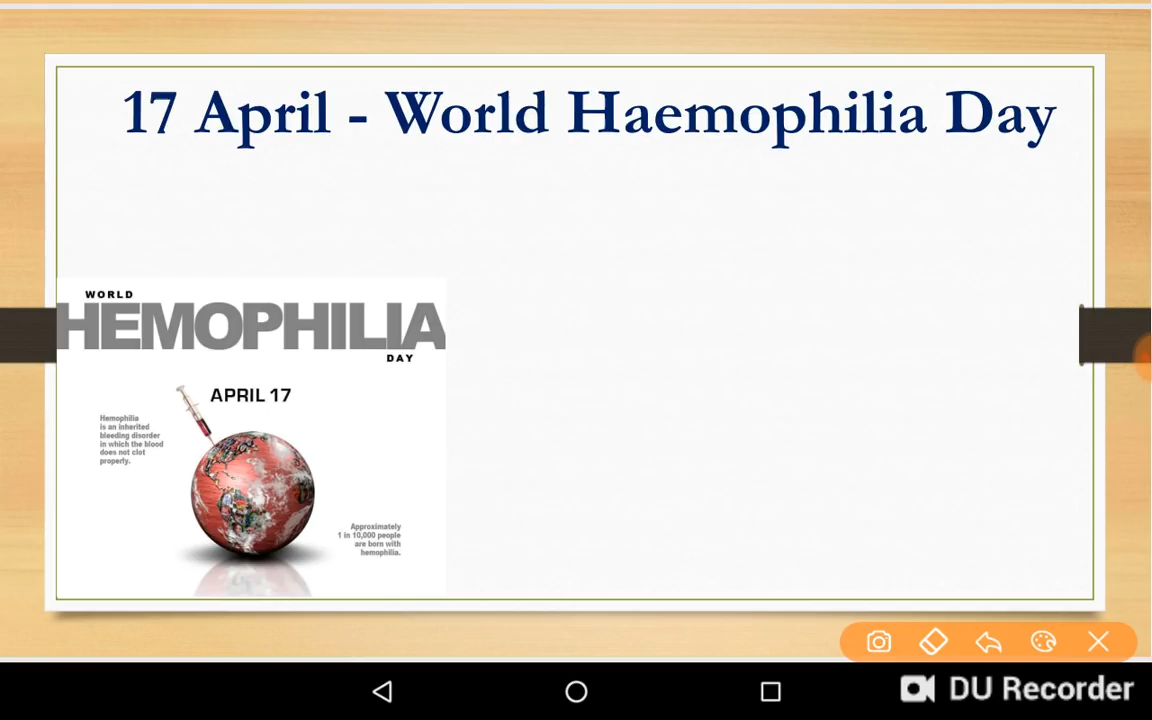 17 April - World Haemophilia Day
WORLD
HEMOPHILIA
DAY
APRIL 17
Hemophilia
is an inherited
bleeding disorder
in which the blood
does not clot
properly.
Approximately
1 in 10,000 people
are born with
hemophilia.
DU Recorder